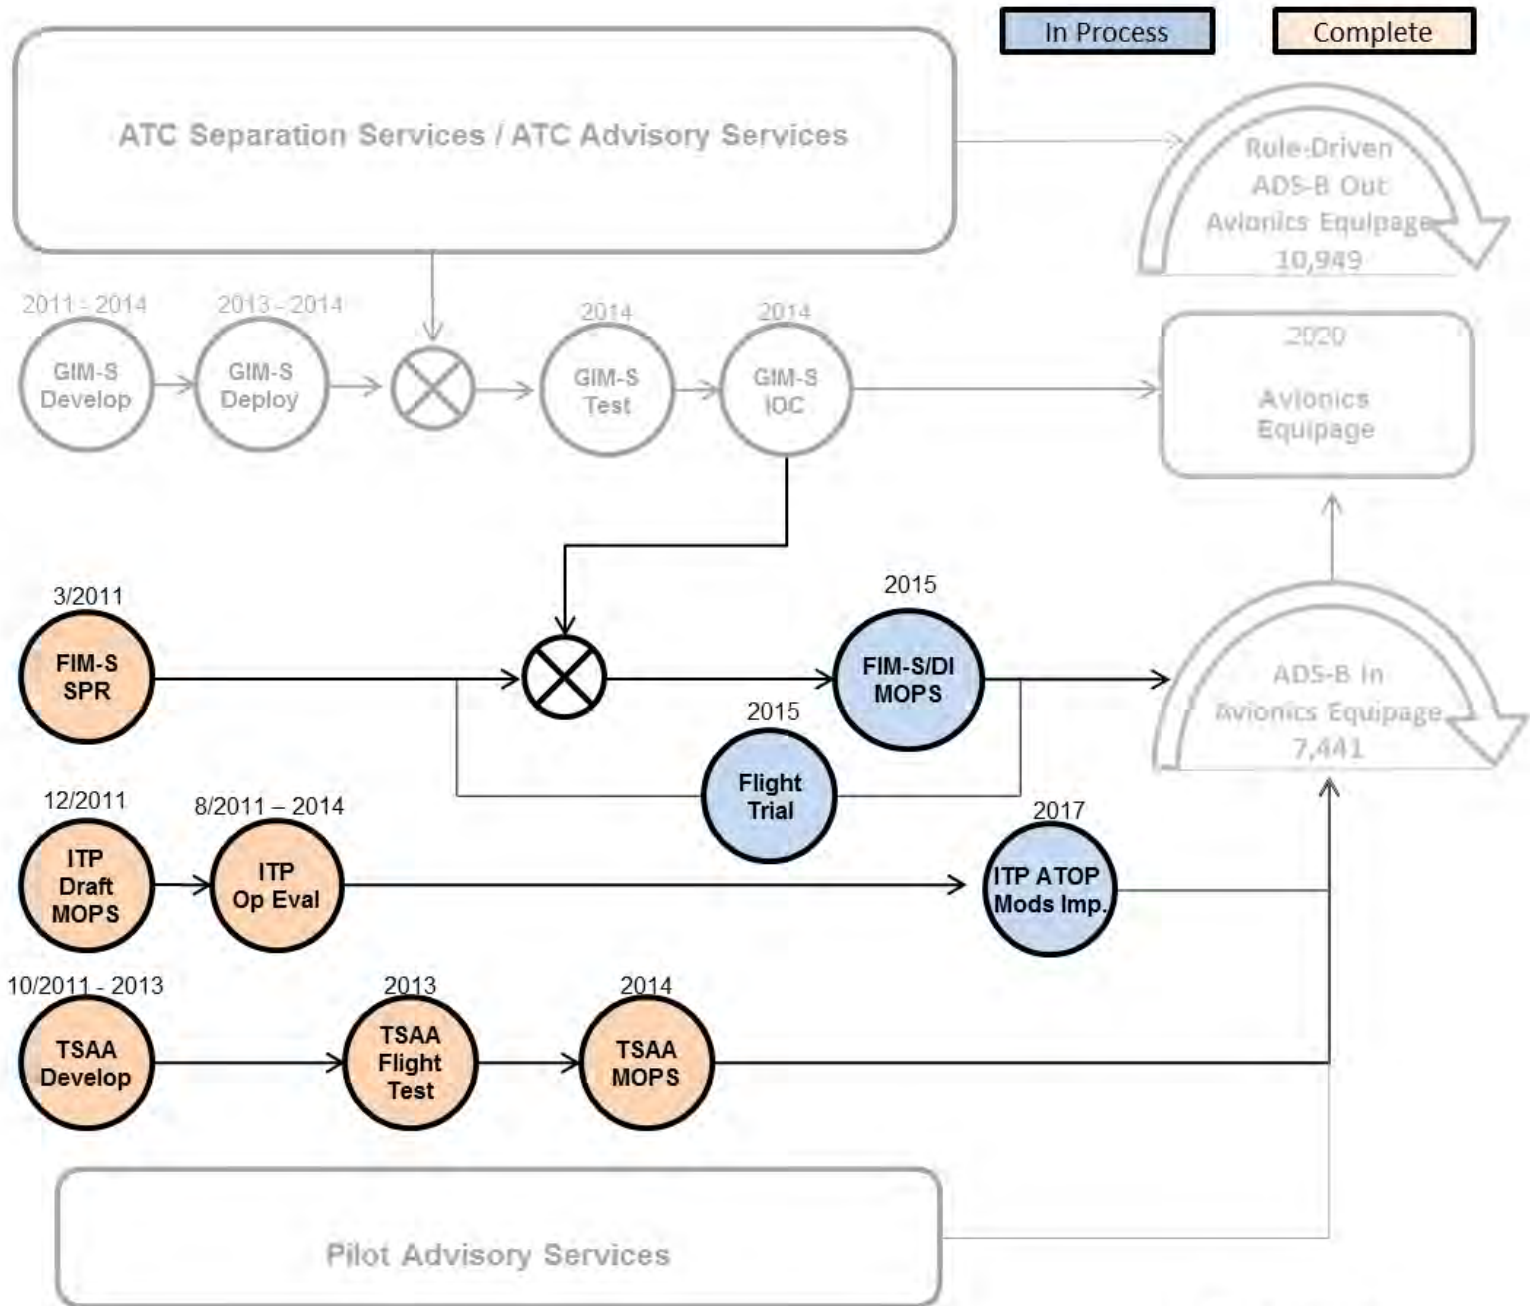 In Process
Complete
ATC Separation Services / ATC Advisory Services
Rule-Driven
ADS-B Out
Avionics Equipage
10,949
2011 - 2014
2013 - 2014
2014
2014
GIM-S
Develop
GIM-S
Deploy
GIM-S
Test
GIM-S
IOC
2020
Avionics
Equipage
3/2011
FIM-S
SPR
2015
FIM-S/DI
MOPS
2015
Flight
Trial
ADS-B In
Avionics Equipage
7,441
12/2011
ITP
Draft
MOPS
8/2011 – 2014
ITP
Op Eval
2017
ITP ATOP
Mods Imp.
10/2011 - 2013
TSAA
Develop
2013
TSAA
Flight
Test
2014
TSAA
MOPS
Pilot Advisory Services